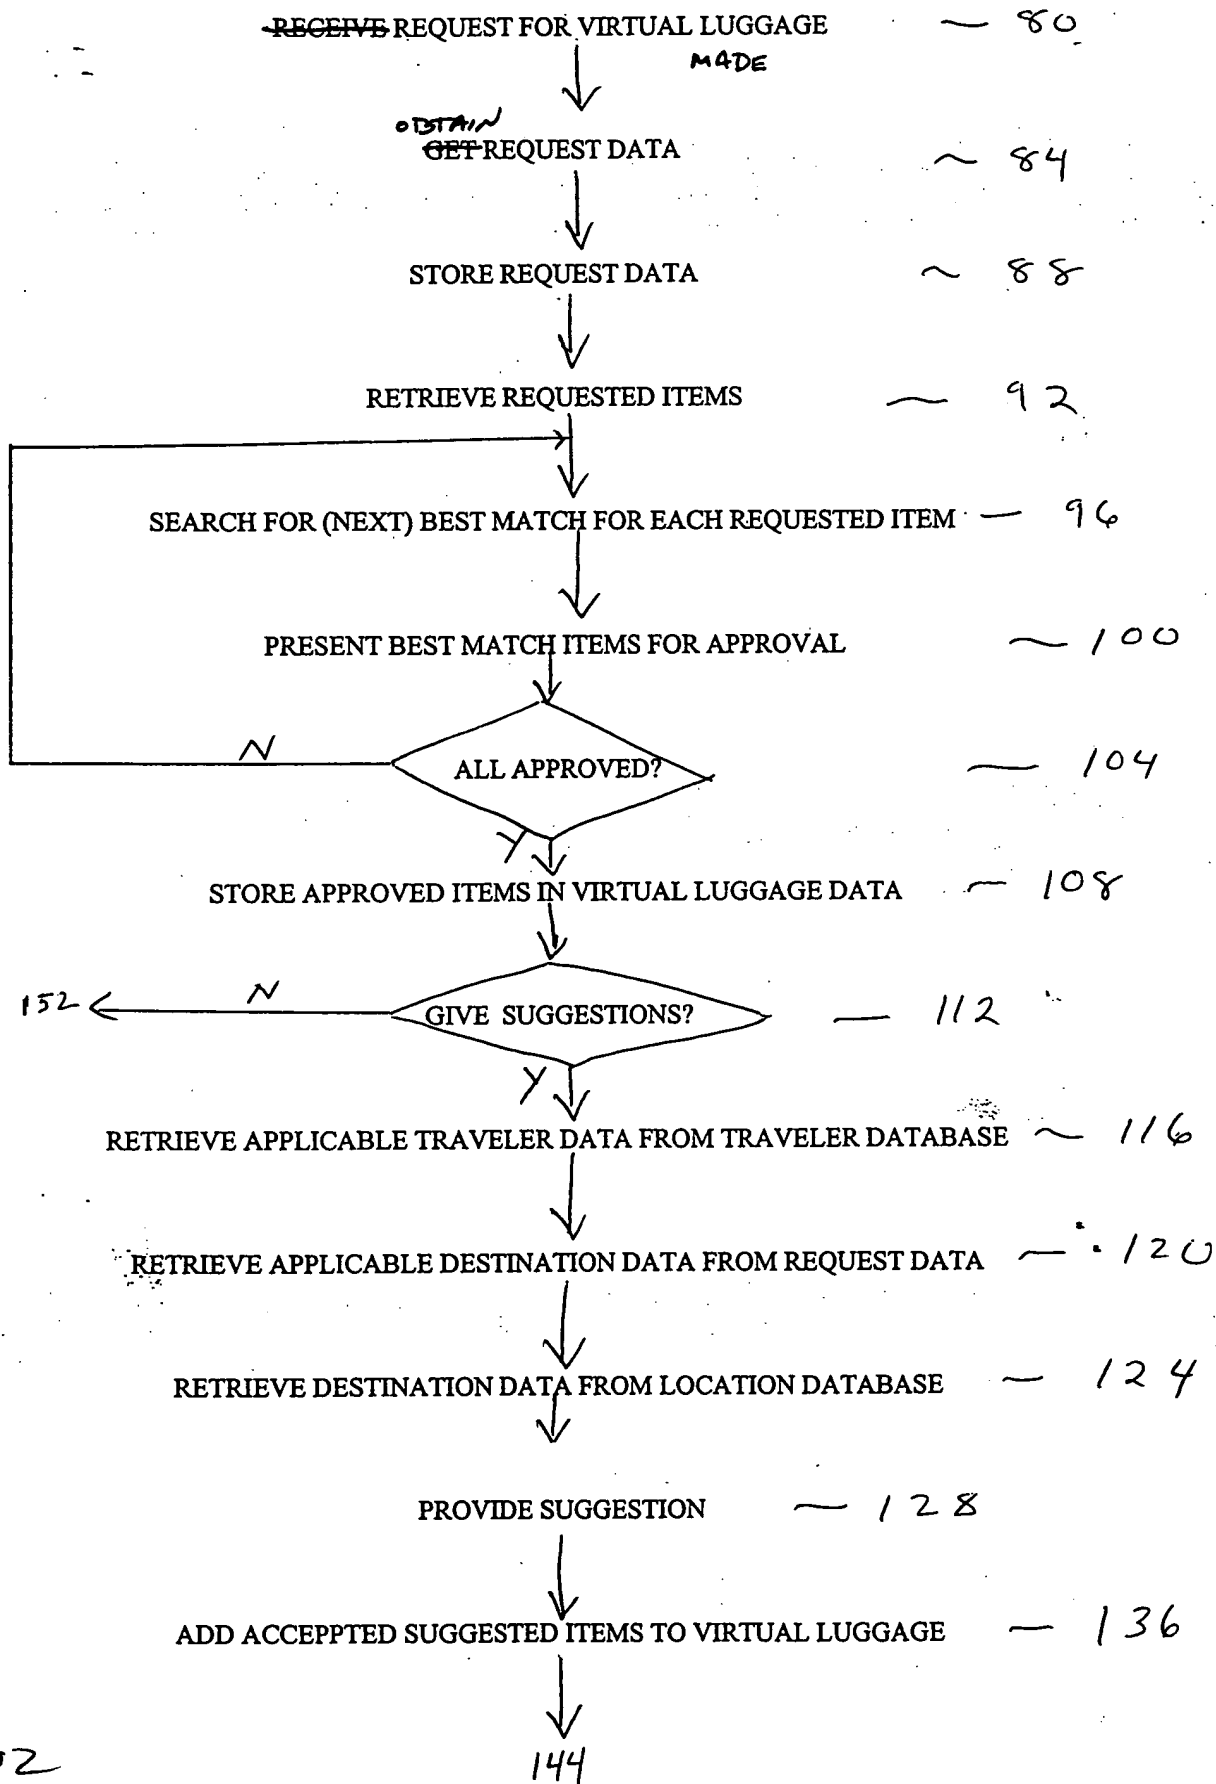 RECEIVE REQUEST FOR VIRTUAL LUGGAGE ~ 80
MADE
OBTAIN
GET REQUEST DATA ~ 84
STORE REQUEST DATA ~ 88
RETRIEVE REQUESTED ITEMS — 92
SEARCH FOR (NEXT) BEST MATCH FOR EACH REQUESTED ITEM — 96
PRESENT BEST MATCH ITEMS FOR APPROVAL ~ 100
N
ALL APPROVED? — 104
Y
STORE APPROVED ITEMS IN VIRTUAL LUGGAGE DATA ~ 108
152 N
GIVE SUGGESTIONS? — 112
Y
RETRIEVE APPLICABLE TRAVELER DATA FROM TRAVELER DATABASE ~ 116
RETRIEVE APPLICABLE DESTINATION DATA FROM REQUEST DATA ~ 120
RETRIEVE DESTINATION DATA FROM LOCATION DATABASE ~ 124
PROVIDE SUGGESTION ~ 128
ADD ACCEPPTED SUGGESTED ITEMS TO VIRTUAL LUGGAGE — 136
144